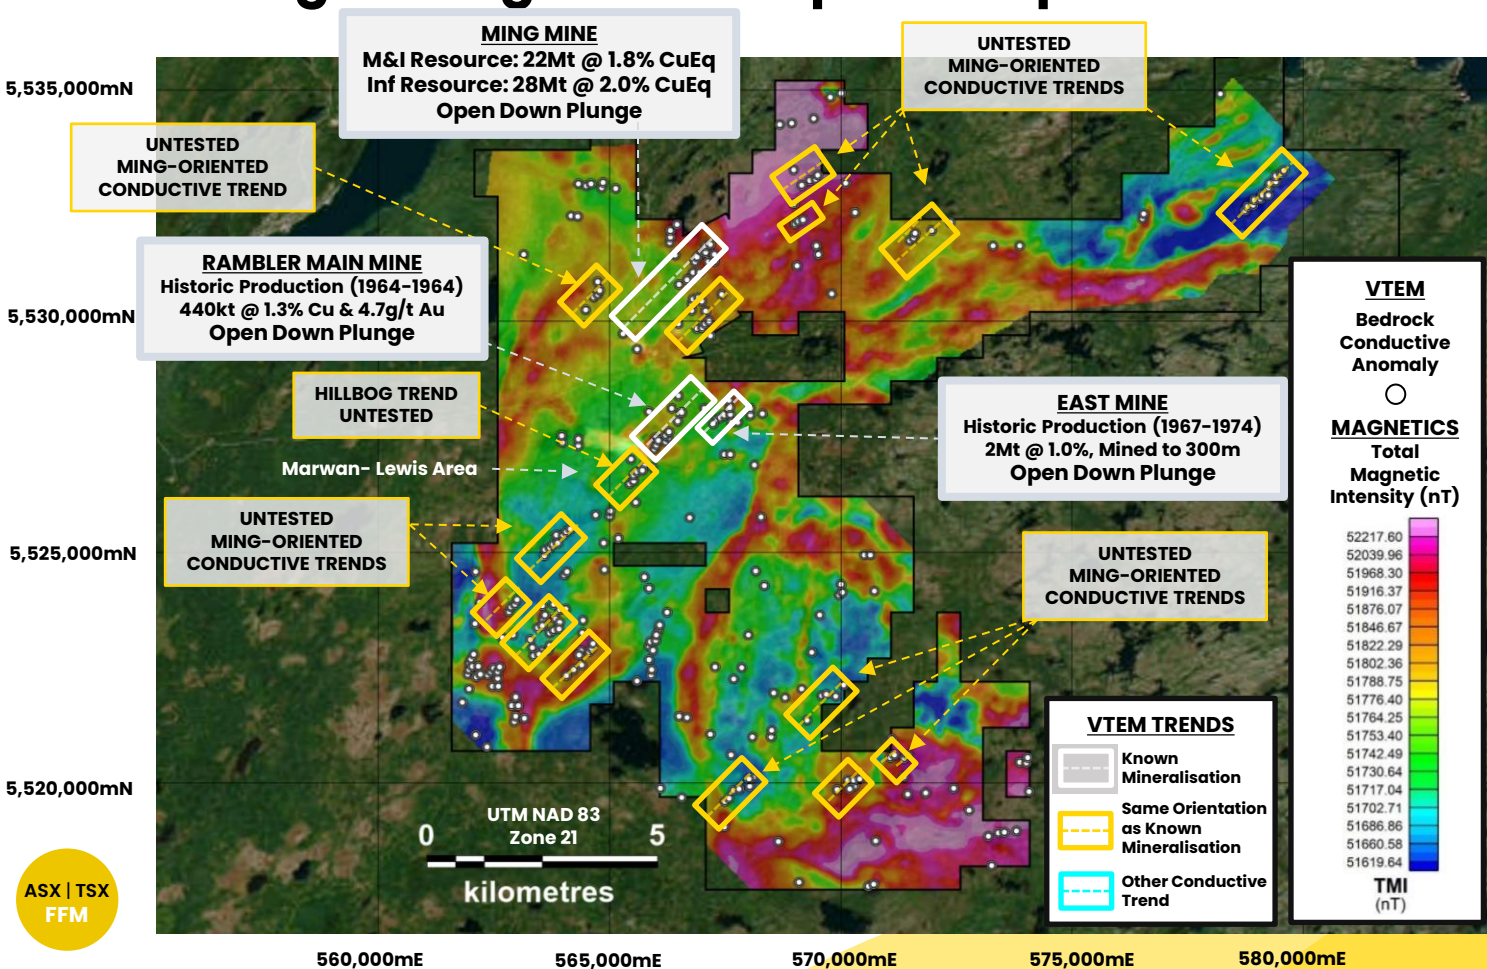 MING MINE
M&I Resource: 22Mt @ 1.8% CuEq
Inf Resource: 28Mt @ 2.0% CuEq
Open Down Plunge
UNTESTED
MING-ORIENTED
CONDUCTIVE TRENDS
5,535,000mN
UNTESTED
MING-ORIENTED
CONDUCTIVE TREND
RAMBLER MAIN MINE
Historic Production (1964-1964)
440kt @ 1.3% Cu & 4.7g/t Au
Open Down Plunge
5,530,000mN
HILLBOG TREND
UNTESTED
Marwan- Lewis Area
EAST MINE
Historic Production (1967-1974)
2Mt @ 1.0%, Mined to 300m
Open Down Plunge
UNTESTED
MING-ORIENTED
CONDUCTIVE TRENDS
5,525,000mN
UNTESTED
MING-ORIENTED
CONDUCTIVE TRENDS
5,520,000mN
UTM NAD 83
Zone 21
0 5
kilometres
VTEM TRENDS
Known
Mineralisation
Same Orientation
as Known
Mineralisation
Other Conductive
Trend
VTEM
Bedrock
Conductive
Anomaly
MAGNETICS
Total
Magnetic
Intensity (nT)
52217.60
52039.96
51968.30
51916.37
51876.07
51846.67
51822.29
51802.36
51788.75
51776.40
51764.25
51753.40
51742.49
51730.64
51717.04
51702.71
51686.86
51660.58
51619.64
TMI
(nT)
ASX | TSX
FFM
560,000mE
565,000mE
570,000mE
575,000mE
580,000mE